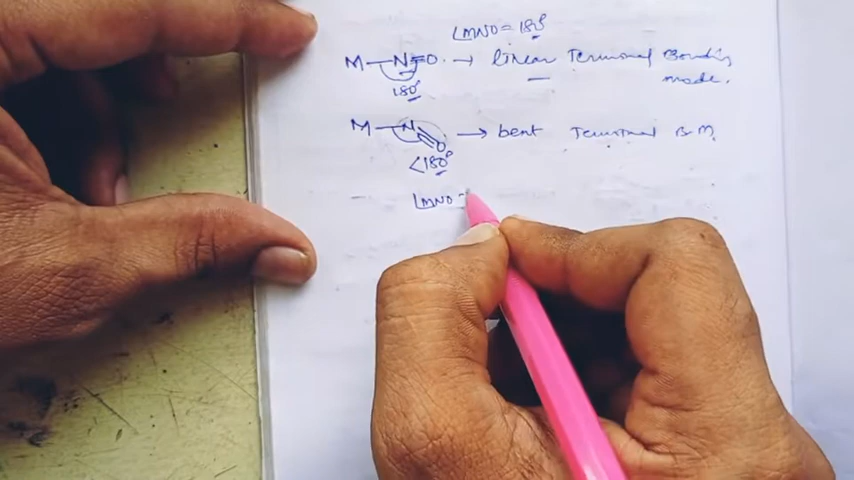 ∠MNO = 180°
M—N=O. → linear Terminal Bonding
mode.
180°
M—N=O → bent Terminal B.M.
<180°
∠MNO =